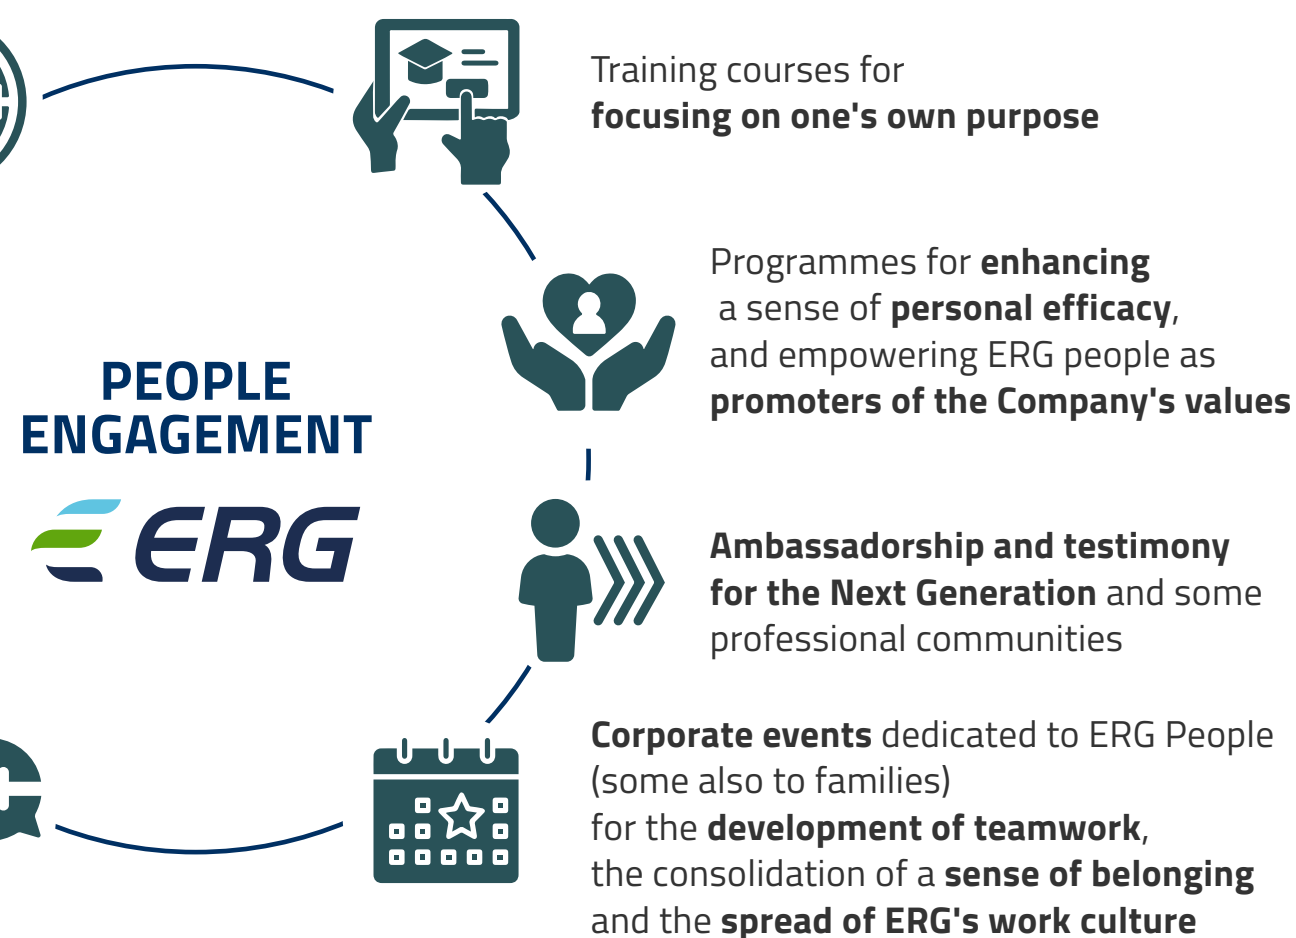 Training courses for
focusing on one's own purpose
Programmes for enhancing
a sense of personal efficacy,
and empowering ERG people as
promoters of the Company's values
PEOPLE
ENGAGEMENT
ERG
Ambassadorship and testimony
for the Next Generation and some
professional communities
Corporate events dedicated to ERG People
(some also to families)
for the development of teamwork,
the consolidation of a sense of belonging
and the spread of ERG's work culture